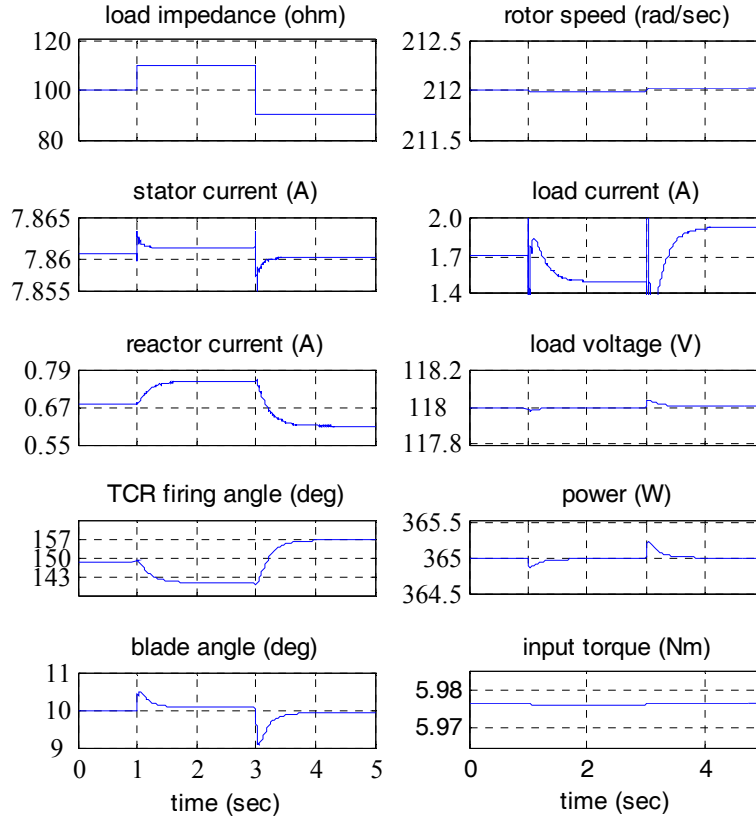 load impedance (ohm)
120
100
80
rotor speed (rad/sec)
212.5
212
211.5
stator current (A)
7.865
7.86
7.855
load current (A)
2.0
1.7
1.4
reactor current (A)
0.79
0.67
0.55
load voltage (V)
118.2
118
117.8
TCR firing angle (deg)
157
150
143
power (W)
365.5
365
364.5
blade angle (deg)
11
10
9
0 1 2 3 4 5
time (sec)
input torque (Nm)
5.98
5.97
0 2 4
time (sec)